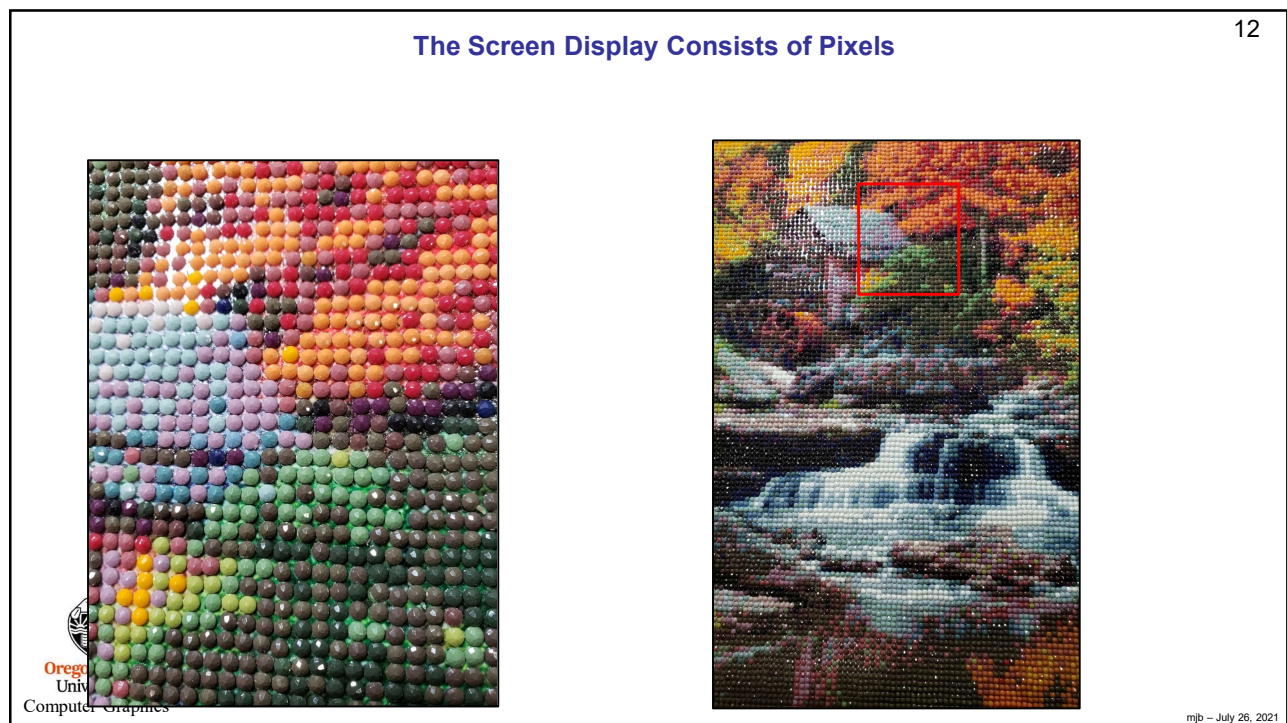 12
The Screen Display Consists of Pixels
Computer Graphics
mjb – July 26, 2021